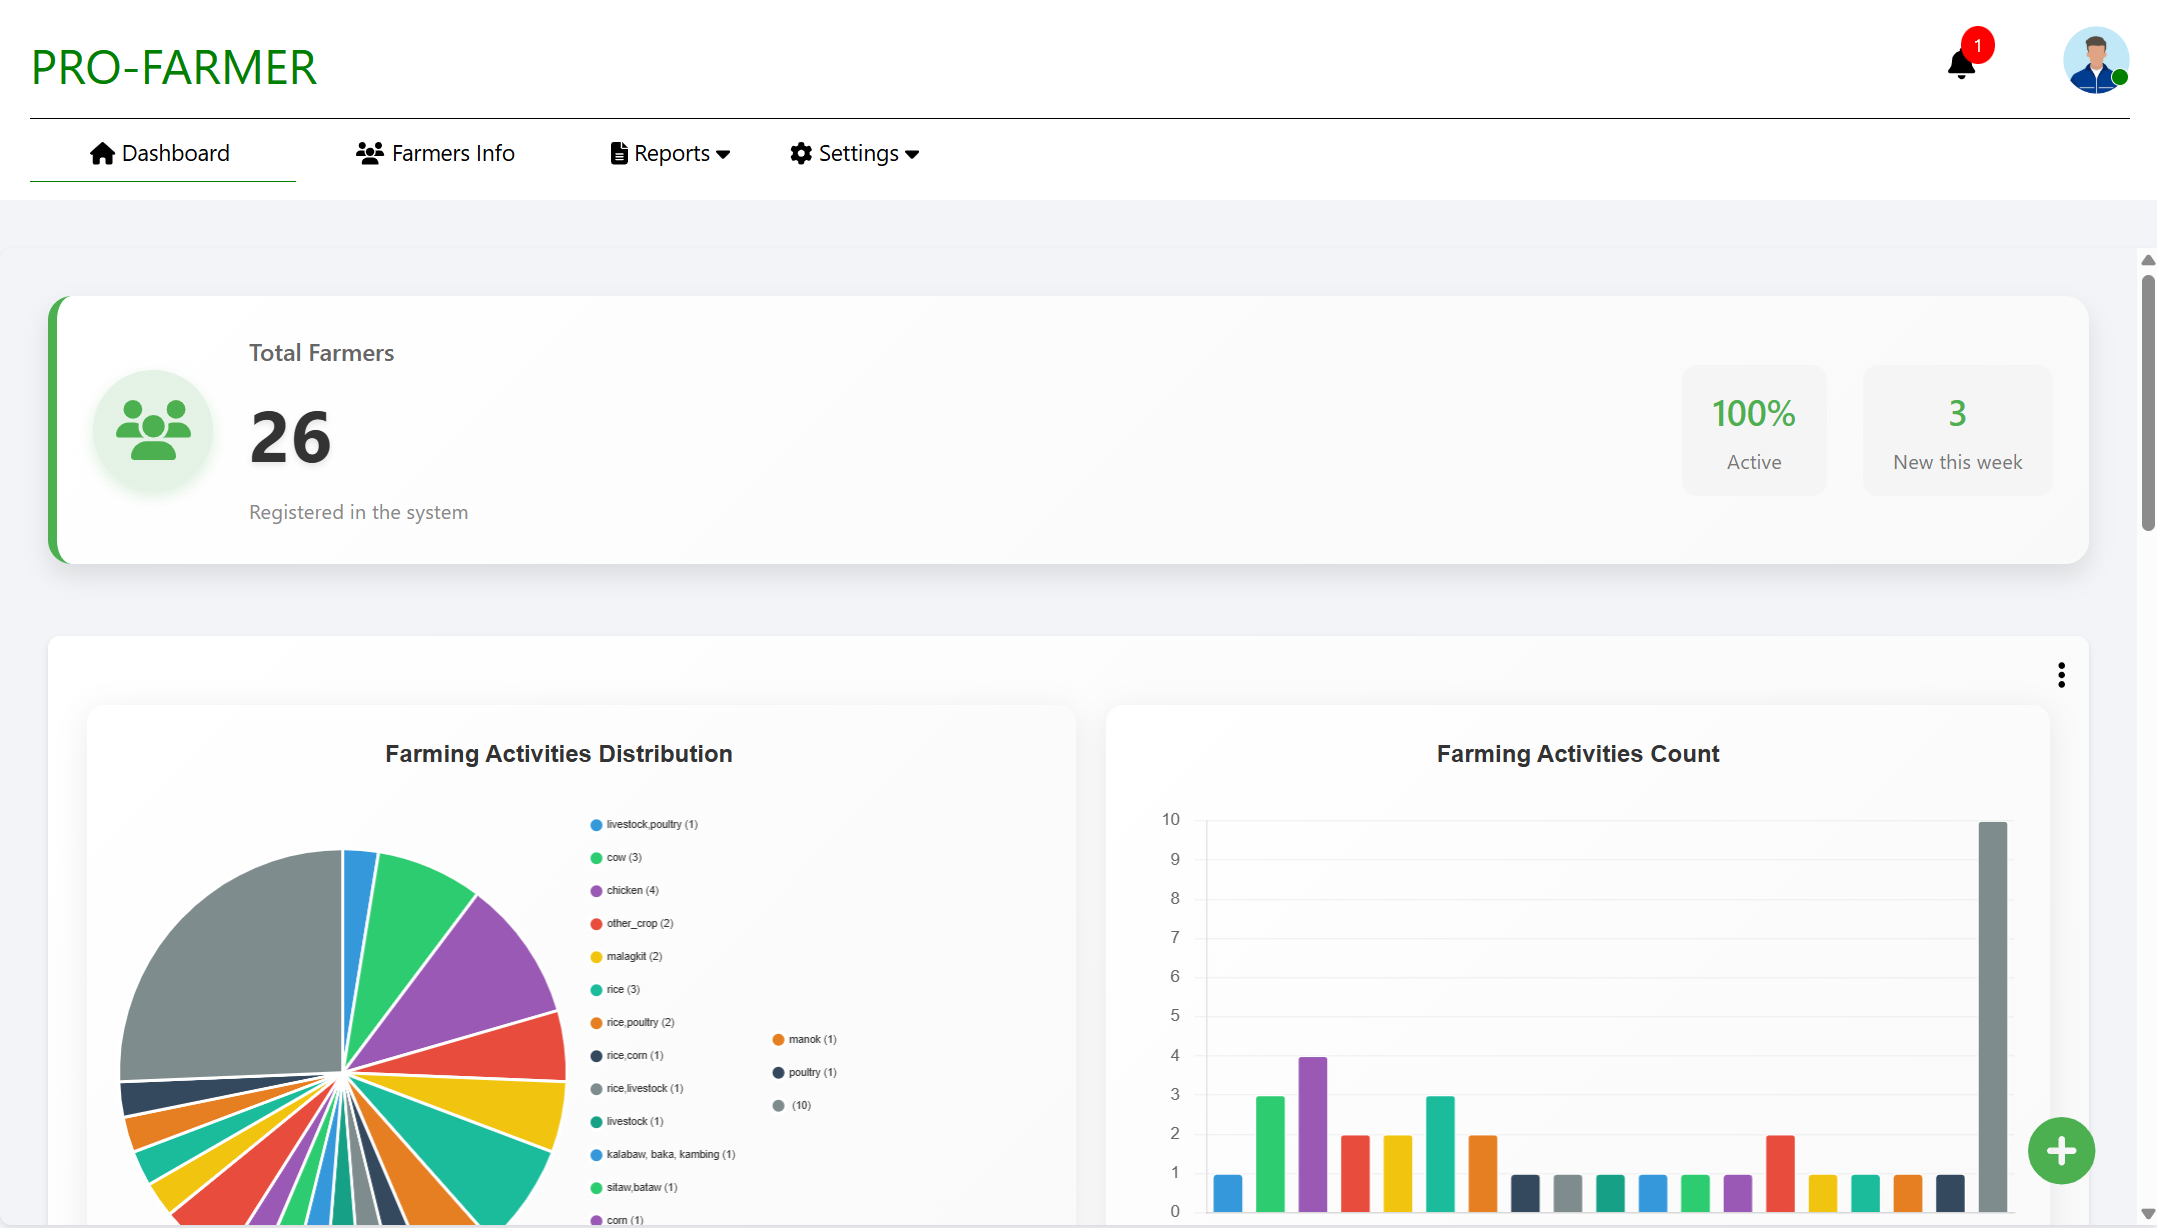 PRO-FARMER
1
Dashboard
Farmers Info
Reports
Settings
Total Farmers
26
Registered in the system
100%
Active
3
New this week
Farming Activities Distribution
livestock,poultry (1)
cow (3)
chicken (4)
other_crop (2)
malagkit (2)
rice (3)
rice,poultry (2)
rice,corn (1)
rice,livestock (1)
livestock (1)
kalabaw, baka, kambing (1)
sitaw,bataw (1)
corn (1)
manok (1)
poultry (1)
(10)
Farming Activities Count
10
9
8
7
6
5
4
3
2
1
0